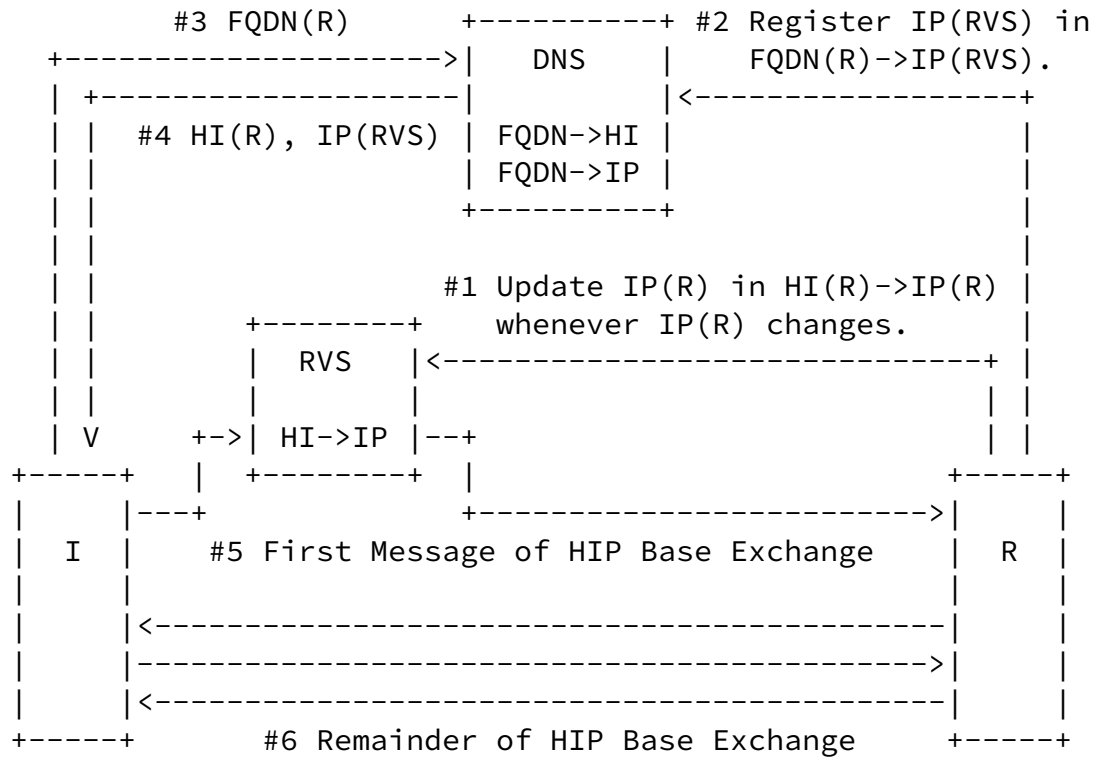 #3 FQDN(R) +----------+ #2 Register IP(RVS) in
+--------------------->| DNS | FQDN(R)->IP(RVS).
| +--------------------| |<------------------+
| | #4 HI(R), IP(RVS) | FQDN->HI | |
| | | FQDN->IP | |
| | +----------+ |
| | |
| | #1 Update IP(R) in HI(R)->IP(R) |
| | +--------+ whenever IP(R) changes. |
| | | RVS |<------------------------------+ |
| | | | | |
| V +->| HI->IP |--+ | |
+-----+ | +--------+ | +-----+
| |---+ +------------------------->| |
| I | #5 First Message of HIP Base Exchange | R |
| | | |
| |<--------------------------------------------| |
| |-------------------------------------------->| |
| |<--------------------------------------------| |
+-----+ #6 Remainder of HIP Base Exchange +-----+